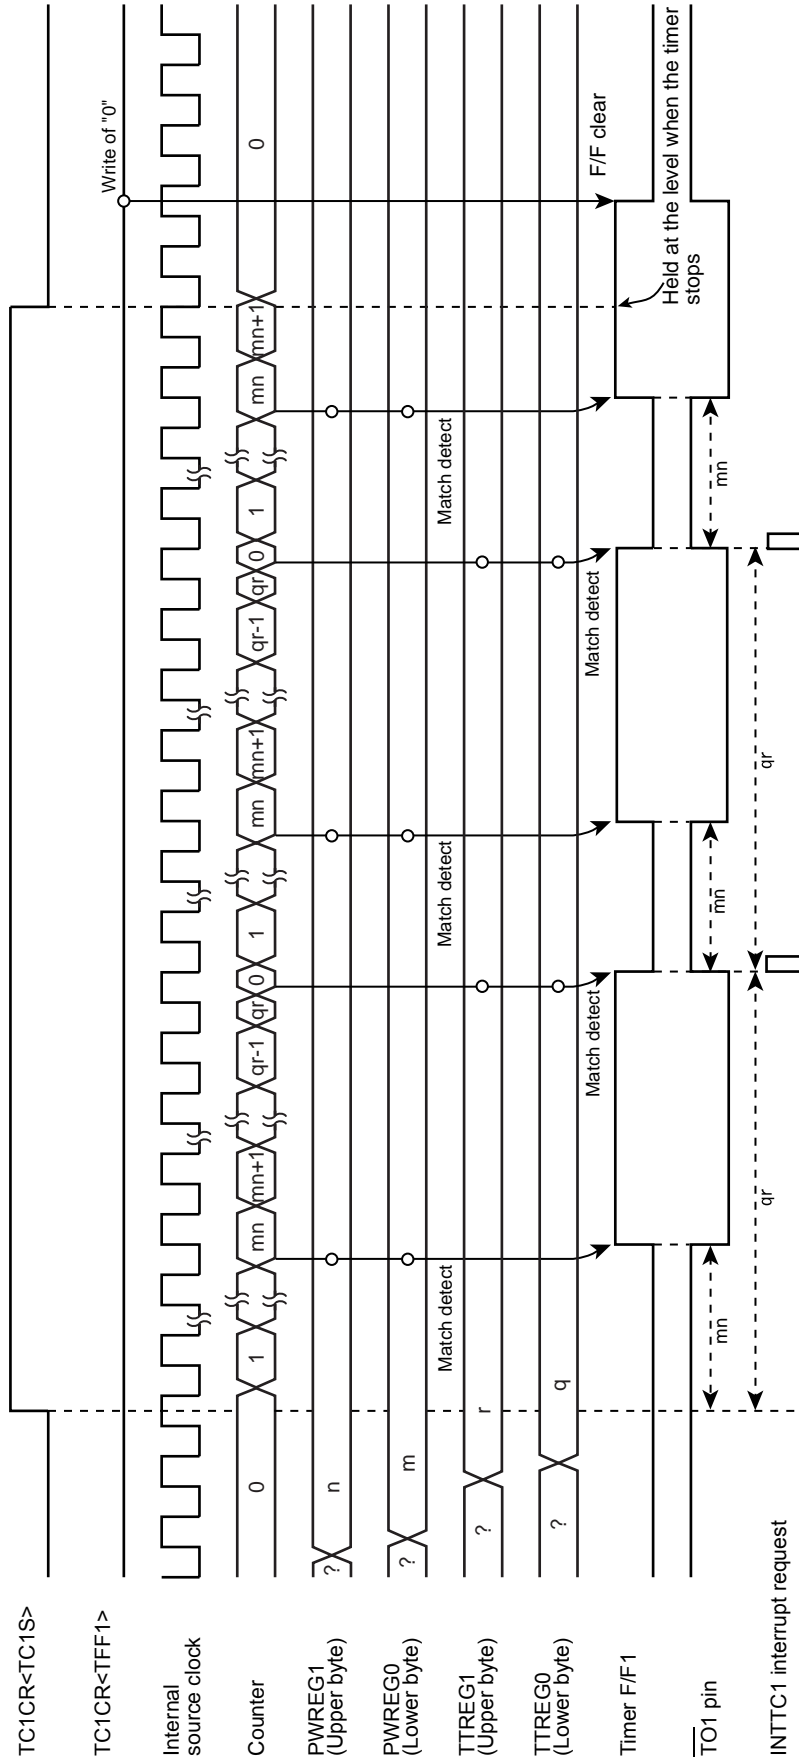 TC1CR<TC1S>
TC1CR<TFF1>
Write of "0"
Internal
source clock
Counter
0
1
mn
mn+1
qr-1
qr
0
1
mn
mn+1
qr-1
qr
0
1
mn
mn+1
0
PWREG1
(Upper byte)
?
n
PWREG0
(Lower byte)
?
m
Match detect
Match detect
Match detect
TTREG1
(Upper byte)
?
r
TTREG0
(Lower byte)
?
q
Match detect
Match detect
F/F clear
Timer F/F1
Held at the level when the timer
stops
TO1 pin
mn
mn
mn
qr
qr
INTTC1 interrupt request